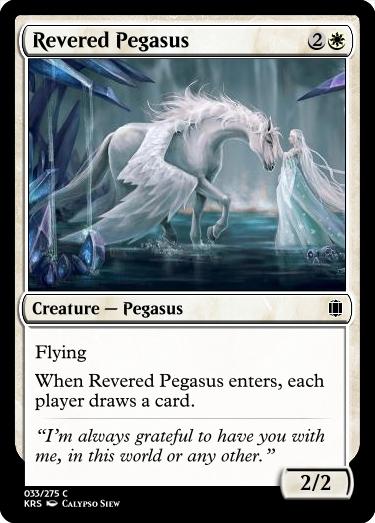 Revered Pegasus 2
Creature — Pegasus
Flying
When Revered Pegasus enters, each
player draws a card.
“I’m always grateful to have you with
me, in this world or any other.”
2/2
033/275 C
KRS Calypso Siew